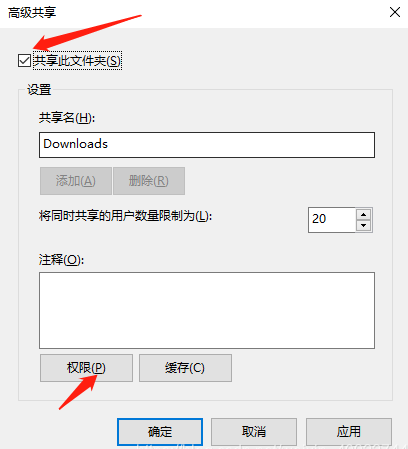 高级共享
共享此文件夹(S)
设置
共享名(H):
Downloads
添加(A) 删除(R)
将同时共享的用户数量限制为(L): 20
注释(O):
权限(P) 缓存(C)
确定 取消 应用